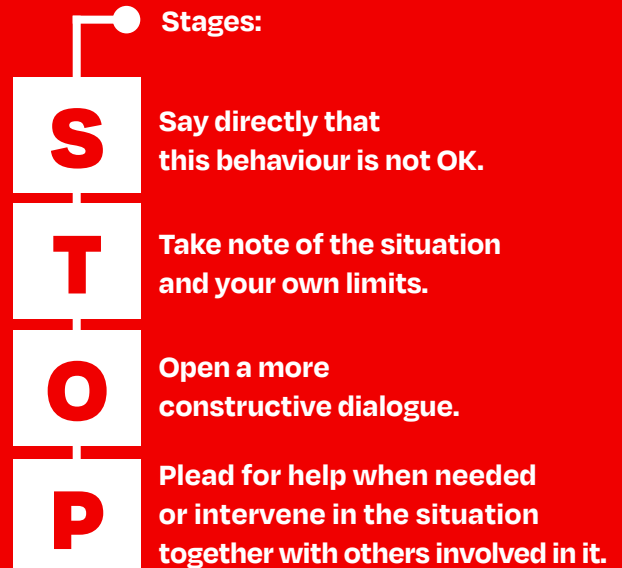 Stages:
S
Say directly that
this behaviour is not OK.
T
Take note of the situation
and your own limits.
O
Open a more
constructive dialogue.
P
Plead for help when needed
or intervene in the situation
together with others involved in it.